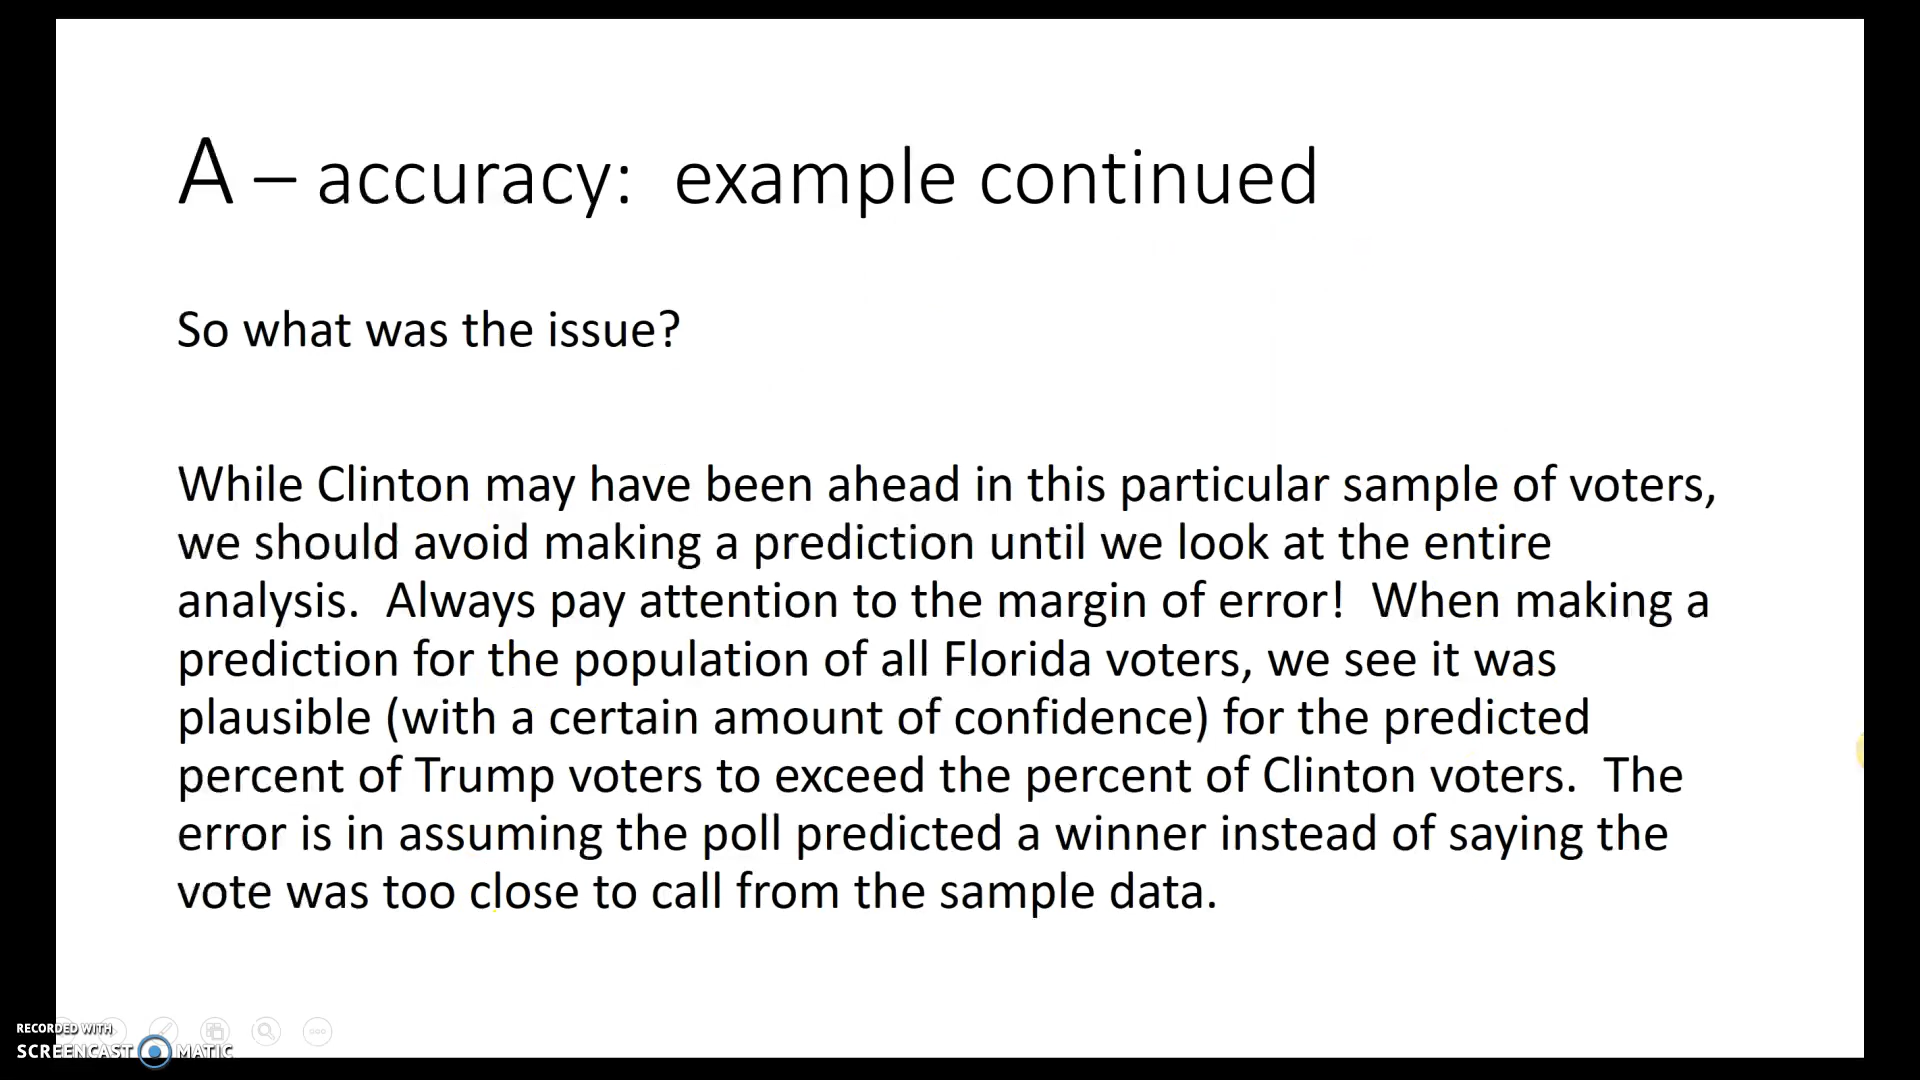 A – accuracy:  example continued
So what was the issue?
While Clinton may have been ahead in this particular sample of voters,
we should avoid making a prediction until we look at the entire
analysis.  Always pay attention to the margin of error!  When making a
prediction for the population of all Florida voters, we see it was
plausible (with a certain amount of confidence) for the predicted
percent of Trump voters to exceed the percent of Clinton voters.  The
error is in assuming the poll predicted a winner instead of saying the
vote was too close to call from the sample data.
RECORDED WITH
SCREENCAST MATIC